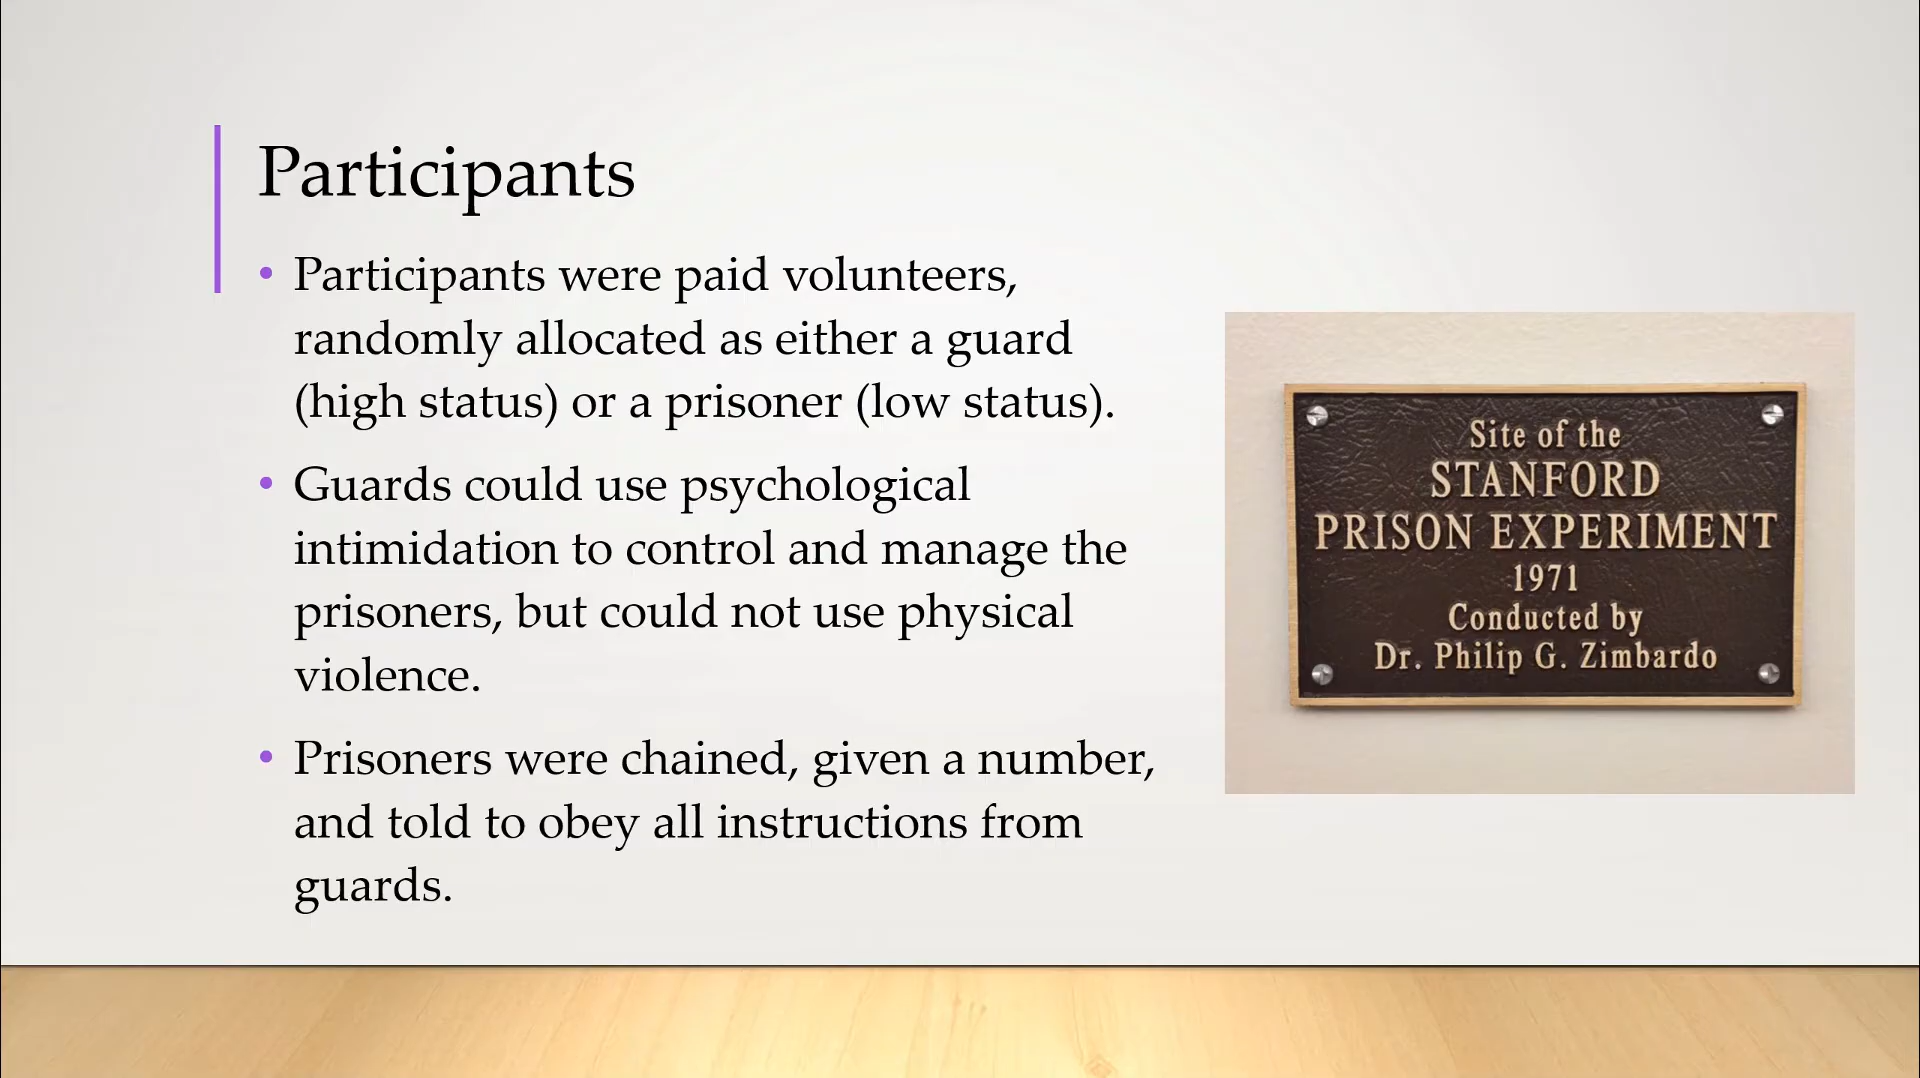 Participants
• Participants were paid volunteers,
randomly allocated as either a guard
(high status) or a prisoner (low status).
• Guards could use psychological
intimidation to control and manage the
prisoners, but could not use physical
violence.
• Prisoners were chained, given a number,
and told to obey all instructions from
guards.
Site of the
STANFORD
PRISON EXPERIMENT
1971
Conducted by
Dr. Philip G. Zimbardo